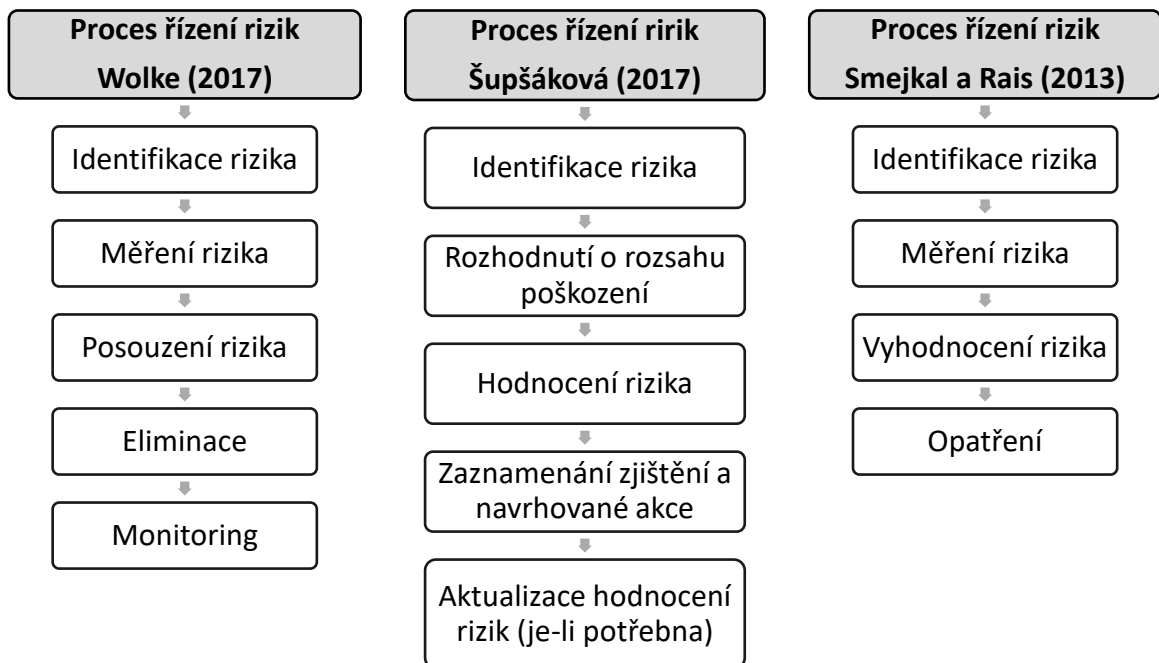 Proces řízení rizik
Wolke (2017)
Identifikace rizika
Měření rizika
Posouzení rizika
Eliminace
Monitoring
Proces řízení ririk
Šupšáková (2017)
Identifikace rizika
Rozhodnutí o rozsahu
poškození
Hodnocení rizika
Zaznamenání zjištění a
navrhované akce
Aktualizace hodnocení
rizik (je-li potřebna)
Proces řízení rizik
Smejkal a Rais (2013)
Identifikace rizika
Měření rizika
Vyhodnocení rizika
Opatření